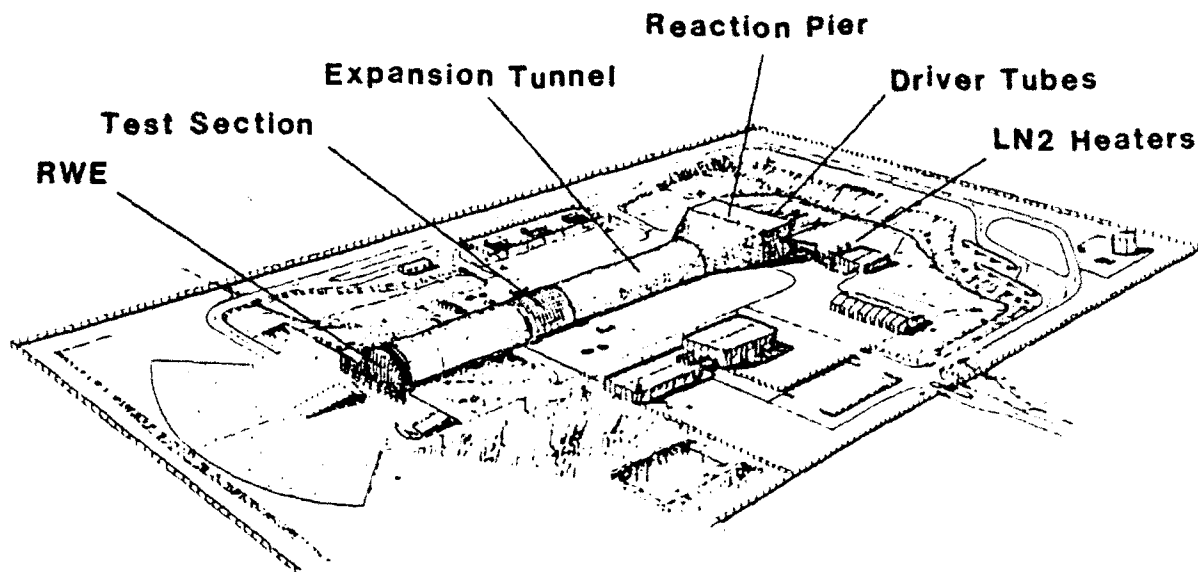 Reaction Pier
Expansion Tunnel
Driver Tubes
Test Section
LN2 Heaters
RWE